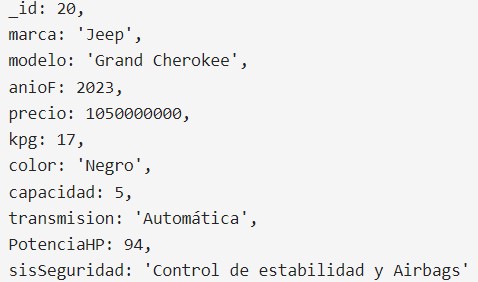 _id: 20,
marca: 'Jeep',
modelo: 'Grand Cherokee',
anioF: 2023,
precio: 1050000000,
kpg: 17,
color: 'Negro',
capacidad: 5,
transmision: 'Automática',
PotenciaHP: 94,
sisSeguridad: 'Control de estabilidad y Airbags'